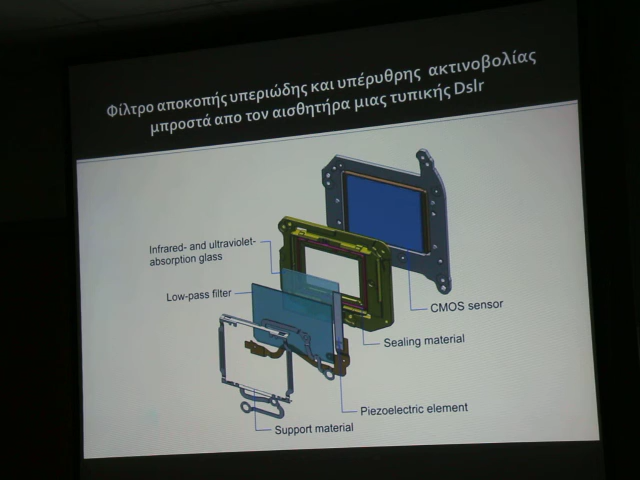 Φίλτρο αποκοπής υπεριώδης και υπέρυθρης ακτινοβολίας
μπροστά απο τον αισθητήρα μιας τυπικής Dslr
Infrared- and ultraviolet-
absorption glass
Low-pass filter
CMOS sensor
Sealing material
Piezoelectric element
Support material